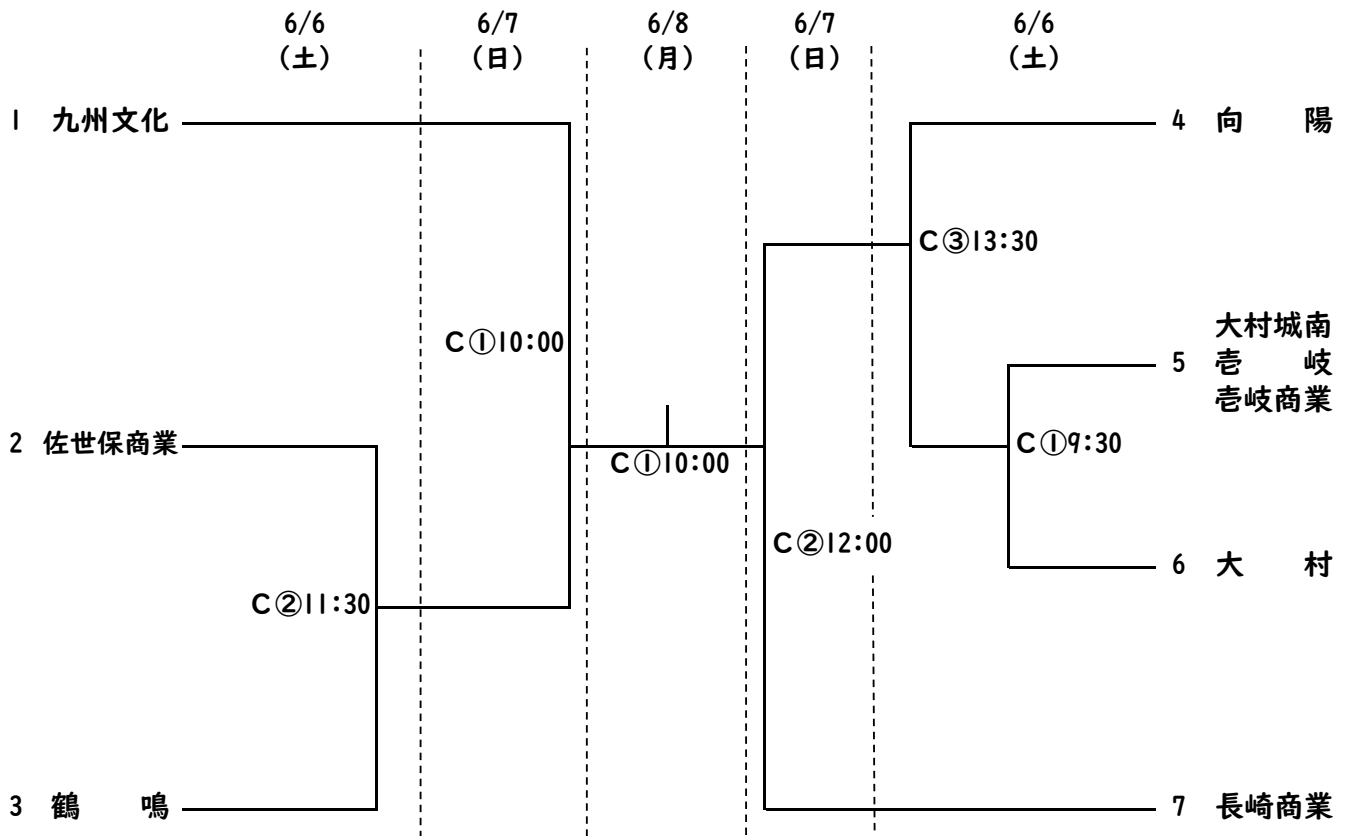 6/6 6/7 6/8 6/7 6/6
(土) (日) (月) (日) (土)
1 九州文化
4 向 陽
C③13:30
大村城南
5 壱 岐
壱岐商業
C①10:00
2 佐世保商業
C①9:30
C①10:00
C②12:00
6 大 村
C②11:30
3 鶴 鳴
7 長崎商業